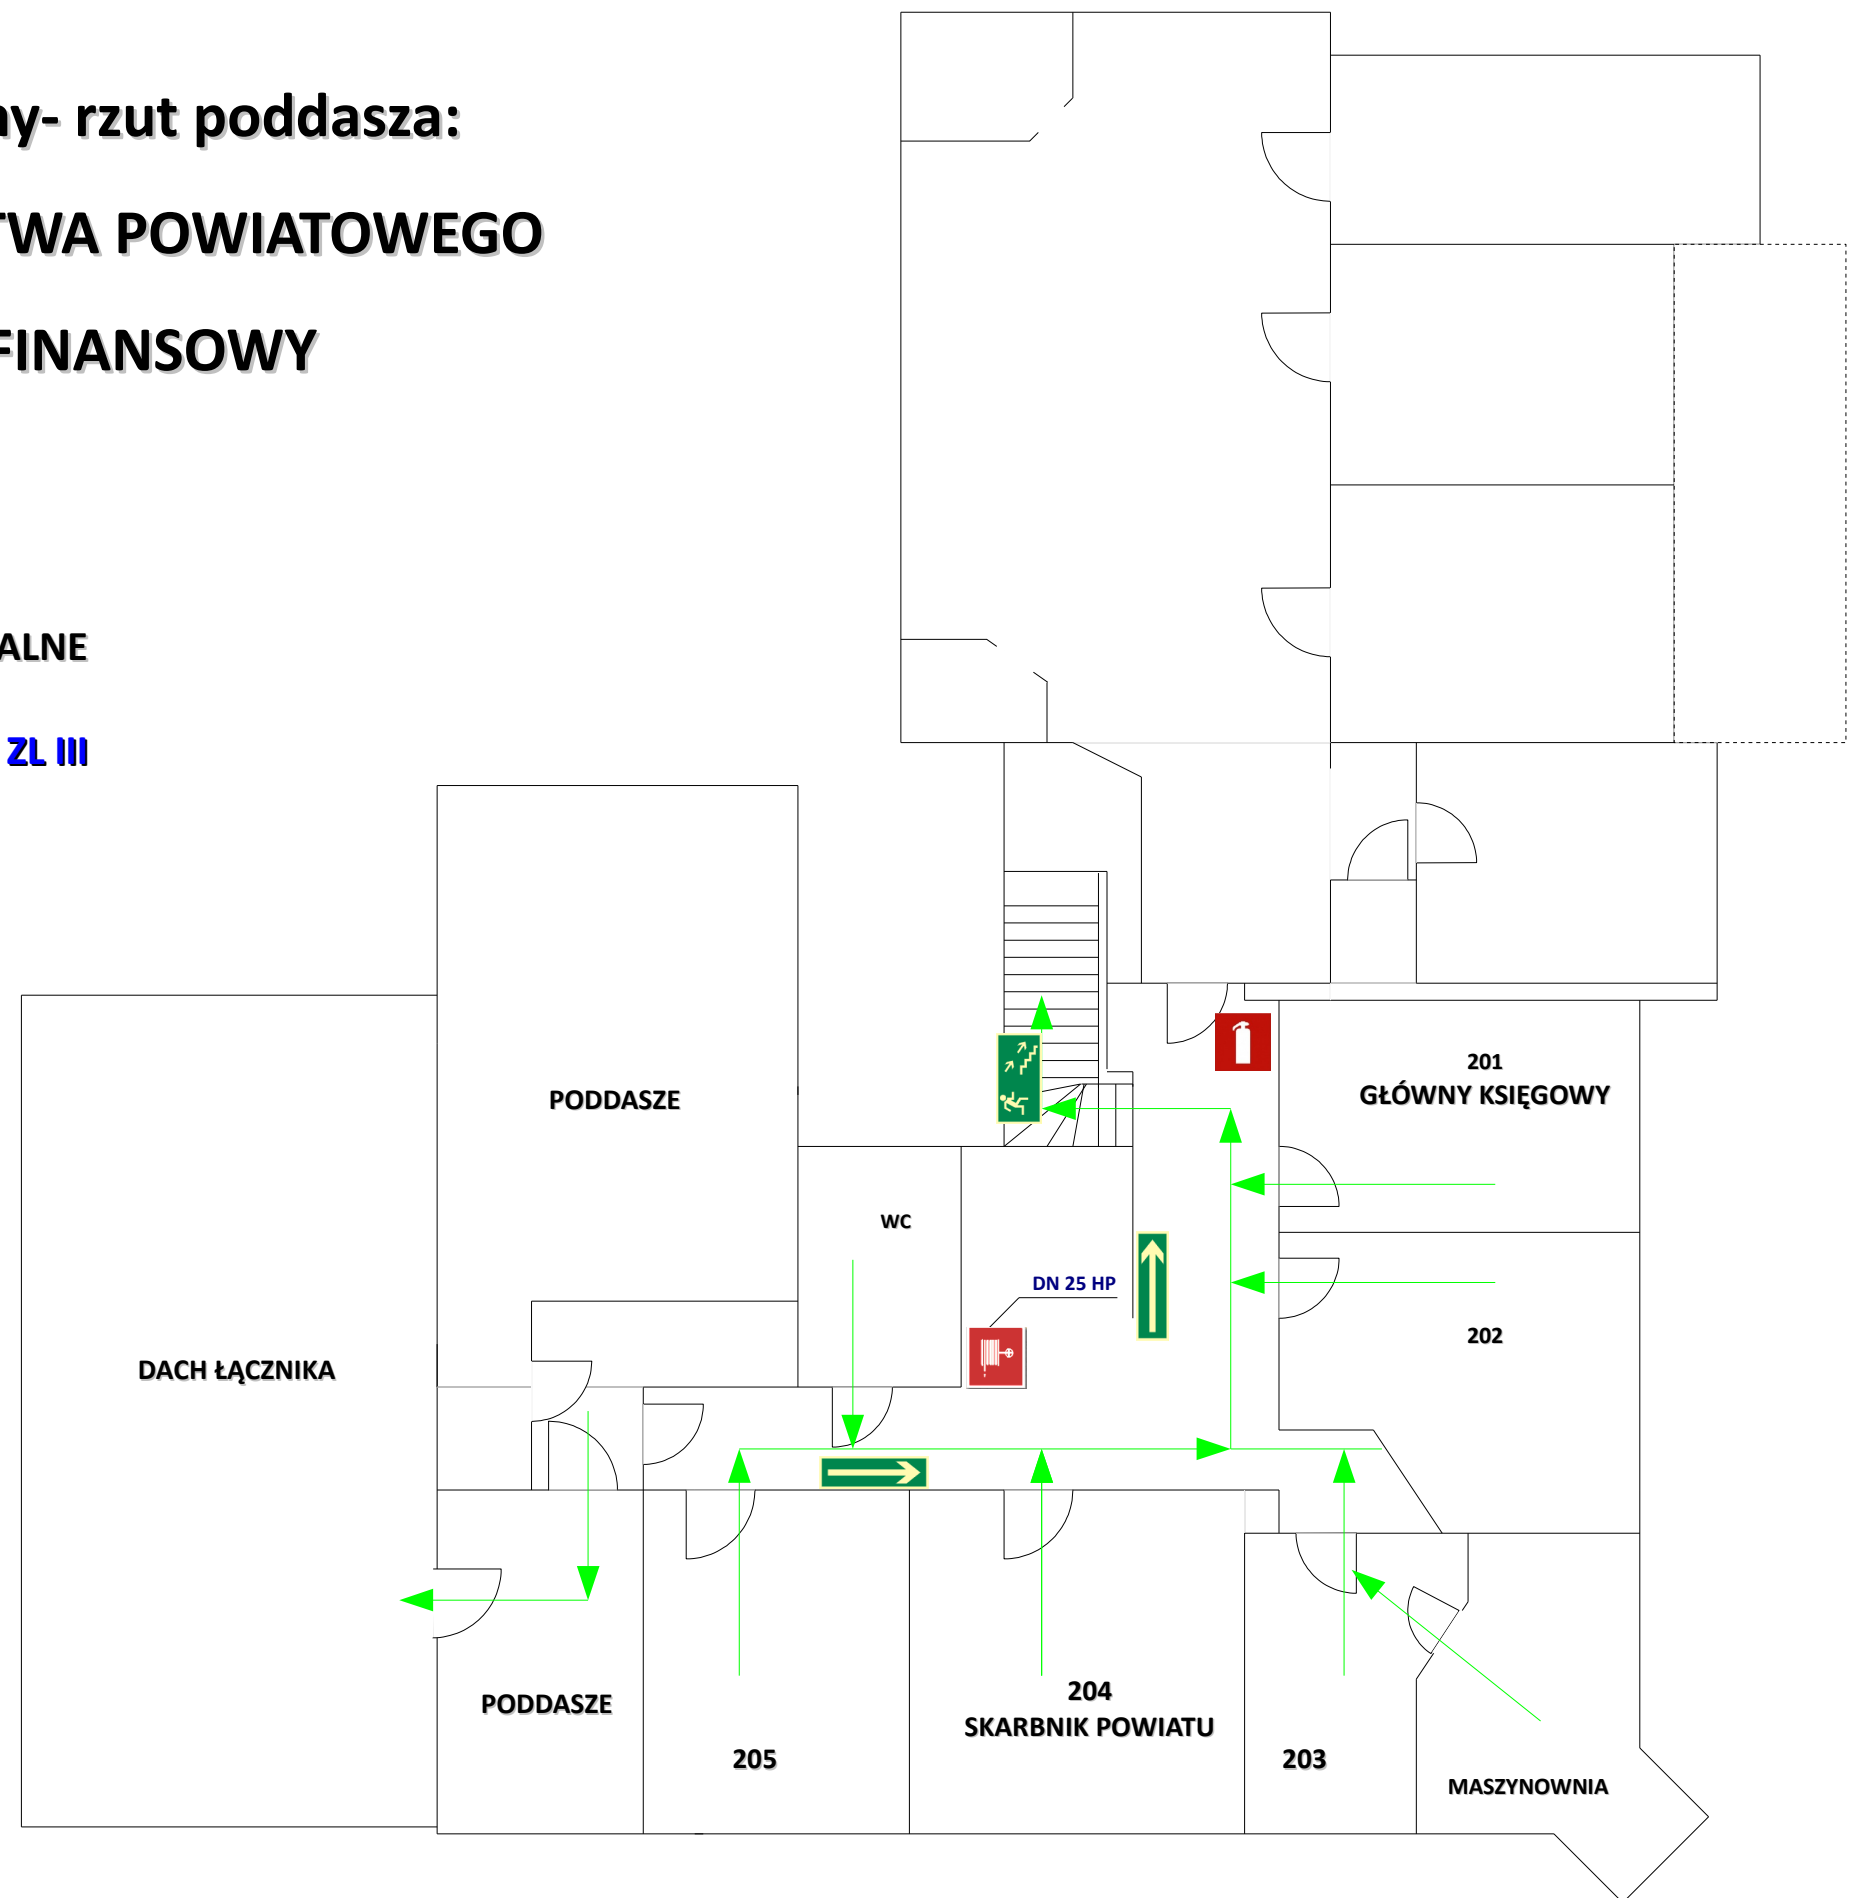 ny- rzut poddasza:
TWA POWIATOWEGO
FINANSOWY
ALNE
ZL III
201
GŁÓWNY KSIĘGOWY
PODDASZE
WC
DN 25 HP
202
DACH ŁĄCZNIKA
204
SKARBNIK POWIATU
PODDASZE
205
203
MASZYNOWNIA